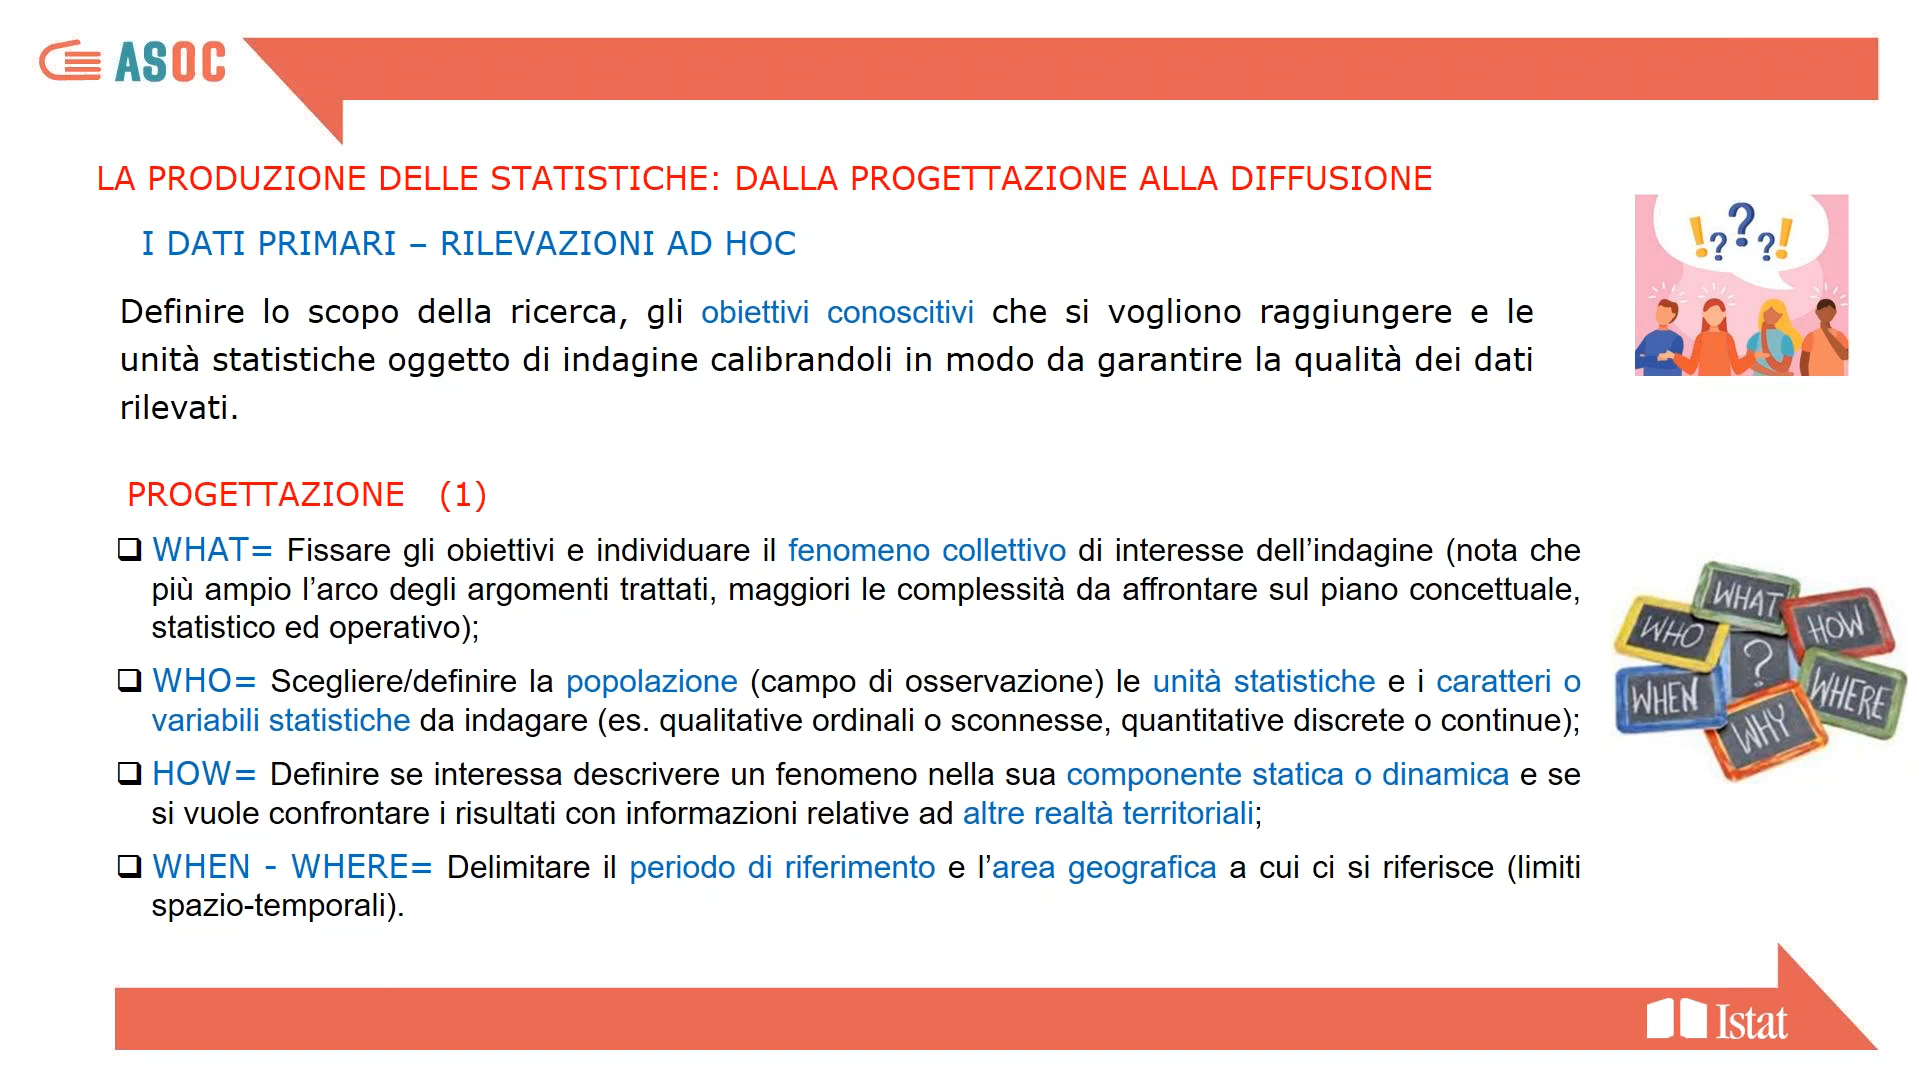 ASOC
LA PRODUZIONE DELLE STATISTICHE: DALLA PROGETTAZIONE ALLA DIFFUSIONE
I DATI PRIMARI – RILEVAZIONI AD HOC
!?? ?!
Definire lo scopo della ricerca, gli obiettivi conoscitivi che si vogliono raggiungere e le
unità statistiche oggetto di indagine calibrandoli in modo da garantire la qualità dei dati
rilevati.
PROGETTAZIONE (1)
❑ WHAT= Fissare gli obiettivi e individuare il fenomeno collettivo di interesse dell’indagine (nota che
più ampio l’arco degli argomenti trattati, maggiori le complessità da affrontare sul piano concettuale,
statistico ed operativo);
❑ WHO= Scegliere/definire la popolazione (campo di osservazione) le unità statistiche e i caratteri o
variabili statistiche da indagare (es. qualitative ordinali o sconnesse, quantitative discrete o continue);
❑ HOW= Definire se interessa descrivere un fenomeno nella sua componente statica o dinamica e se
si vuole confrontare i risultati con informazioni relative ad altre realtà territoriali;
❑ WHEN - WHERE= Delimitare il periodo di riferimento e l’area geografica a cui ci si riferisce (limiti
spazio-temporali).
WHAT
WHO
HOW
?
WHEN
WHERE
WHY
Istat